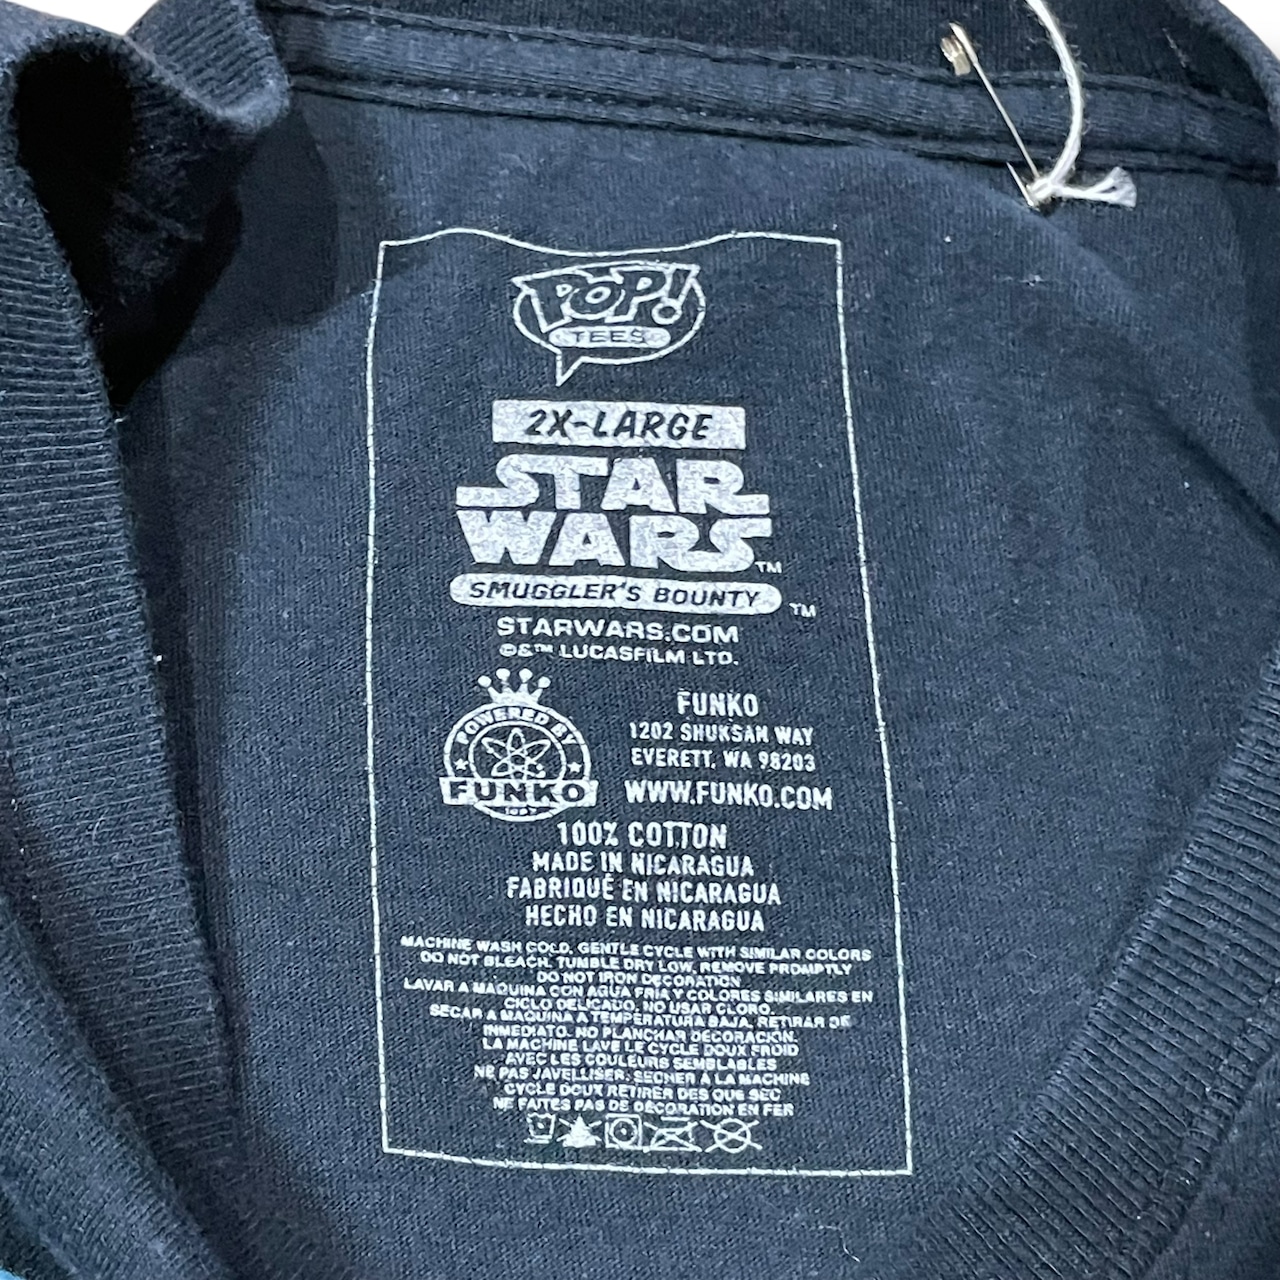 POP!
TEES
2X-LARGE
STAR
WARS™
SMUGGLER'S BOUNTY™
STARWARS.COM
©&™ LUCASFILM LTD.
POWERED BY
FUNKO
FUNKO
1202 SHUKSAN WAY
EVERETT, WA 98203
WWW.FUNKO.COM
100% COTTON
MADE IN NICARAGUA
FABRIQUÉ EN NICARAGUA
HECHO EN NICARAGUA
MACHINE WASH COLD, GENTLE CYCLE WITH SIMILAR COLORS
DO NOT BLEACH, TUMBLE DRY LOW, REMOVE PROMPTLY
DO NOT IRON DECORATION
LAVAR A MAQUINA CON AGUA FRIA Y COLORES SIMILARES EN
CICLO DELICADO. NO USAR CLORO.
SECAR A MAQUINA A TEMPERATURA BAJA. RETIRAR DE
INMEDIATO. NO PLANCHAR DECORACION.
LA MACHINE LAVE LE CYCLE DOUX FROID
AVEC LES COULEURS SEMBLABLES
NE PAS JAVELLISER. SECHER A LA MACHINE
CYCLE DOUX RETIRER DES QUE SEC
NE FAITES PAS DE DECORATION EN FER